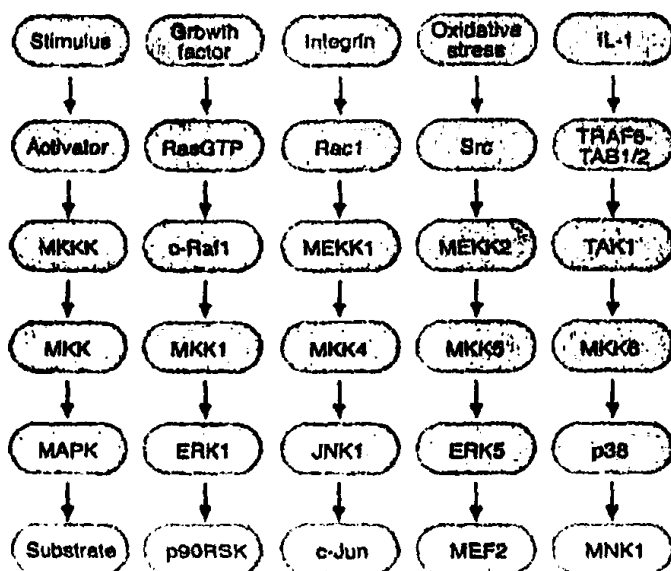 Stimulus
Growth
factor
Integrin
Oxidative
stress
IL-1
Activator
RasGTP
Rac1
Src
TRAF6-
TAB1/2
MKKK
c-Raf1
MEKK1
MEKK2
TAK1
MKK
MKK1
MKK4
MKK5
MKK6
MAPK
ERK1
JNK1
ERK5
p38
Substrate
p90RSK
c-Jun
MEF2
MNK1